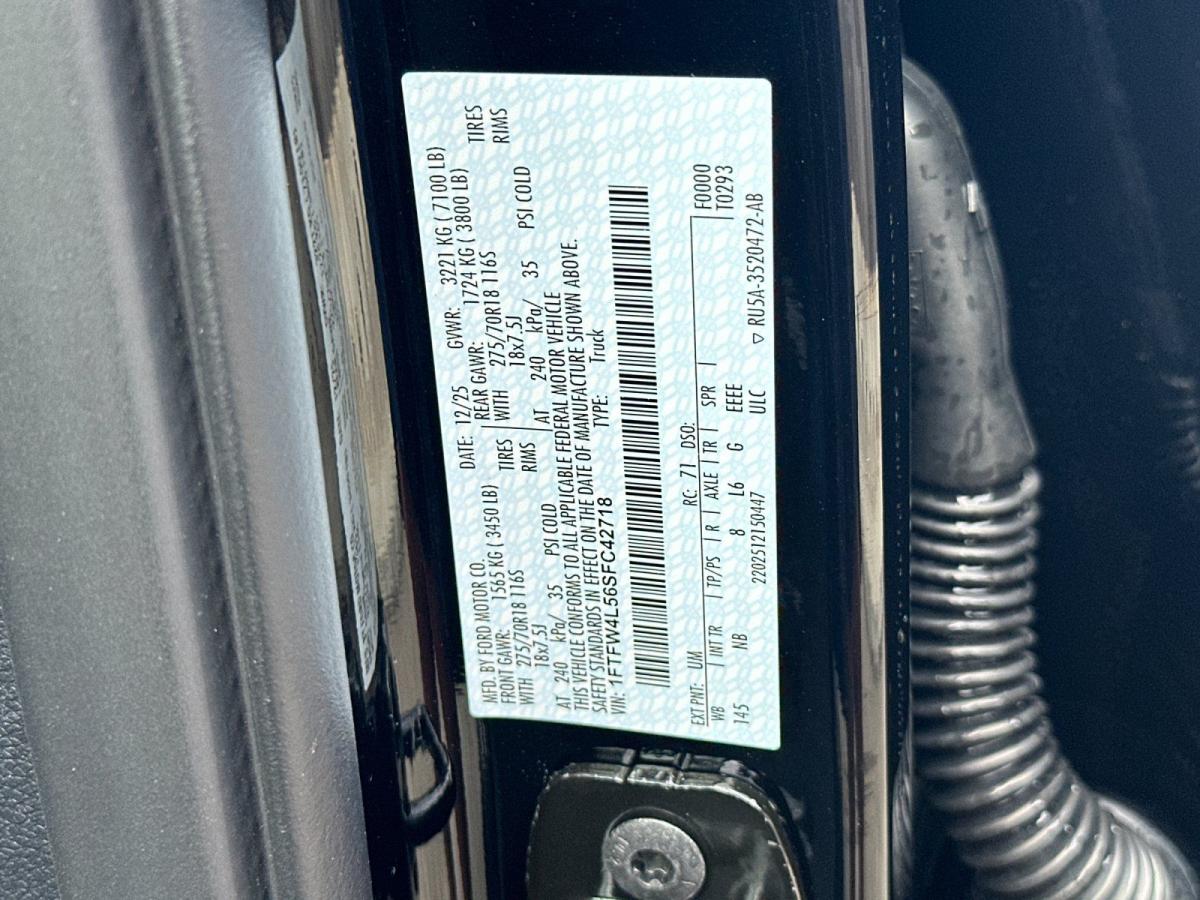 MFD. BY FORD MOTOR CO.
DATE: 12/25 GVWR: 3221 KG ( 7100 LB)
FRONT GAWR: 1565 KG ( 3450 LB) REAR GAWR: 1724 KG ( 3800 LB)
WITH 275/70R18 116S TIRES WITH 275/70R18 116S TIRES
18x7.5J RIMS 18x7.5J RIMS
AT 240 kPa/ 35 PSI COLD AT 240 kPa/ 35 PSI COLD
THIS VEHICLE CONFORMS TO ALL APPLICABLE FEDERAL MOTOR VEHICLE
SAFETY STANDARDS IN EFFECT ON THE DATE OF MANUFACTURE SHOWN ABOVE.
VIN: 1FTFW4L56SFC42718 TYPE: Truck
EXT PNT: UM RC: 71 DSO: F0000
WB INT TR TP/PS R AXLE TR SPR T0293
145 NB 8 L6 G EEEE
2202512150447 ULC ▽ RU5A-3520472-AB